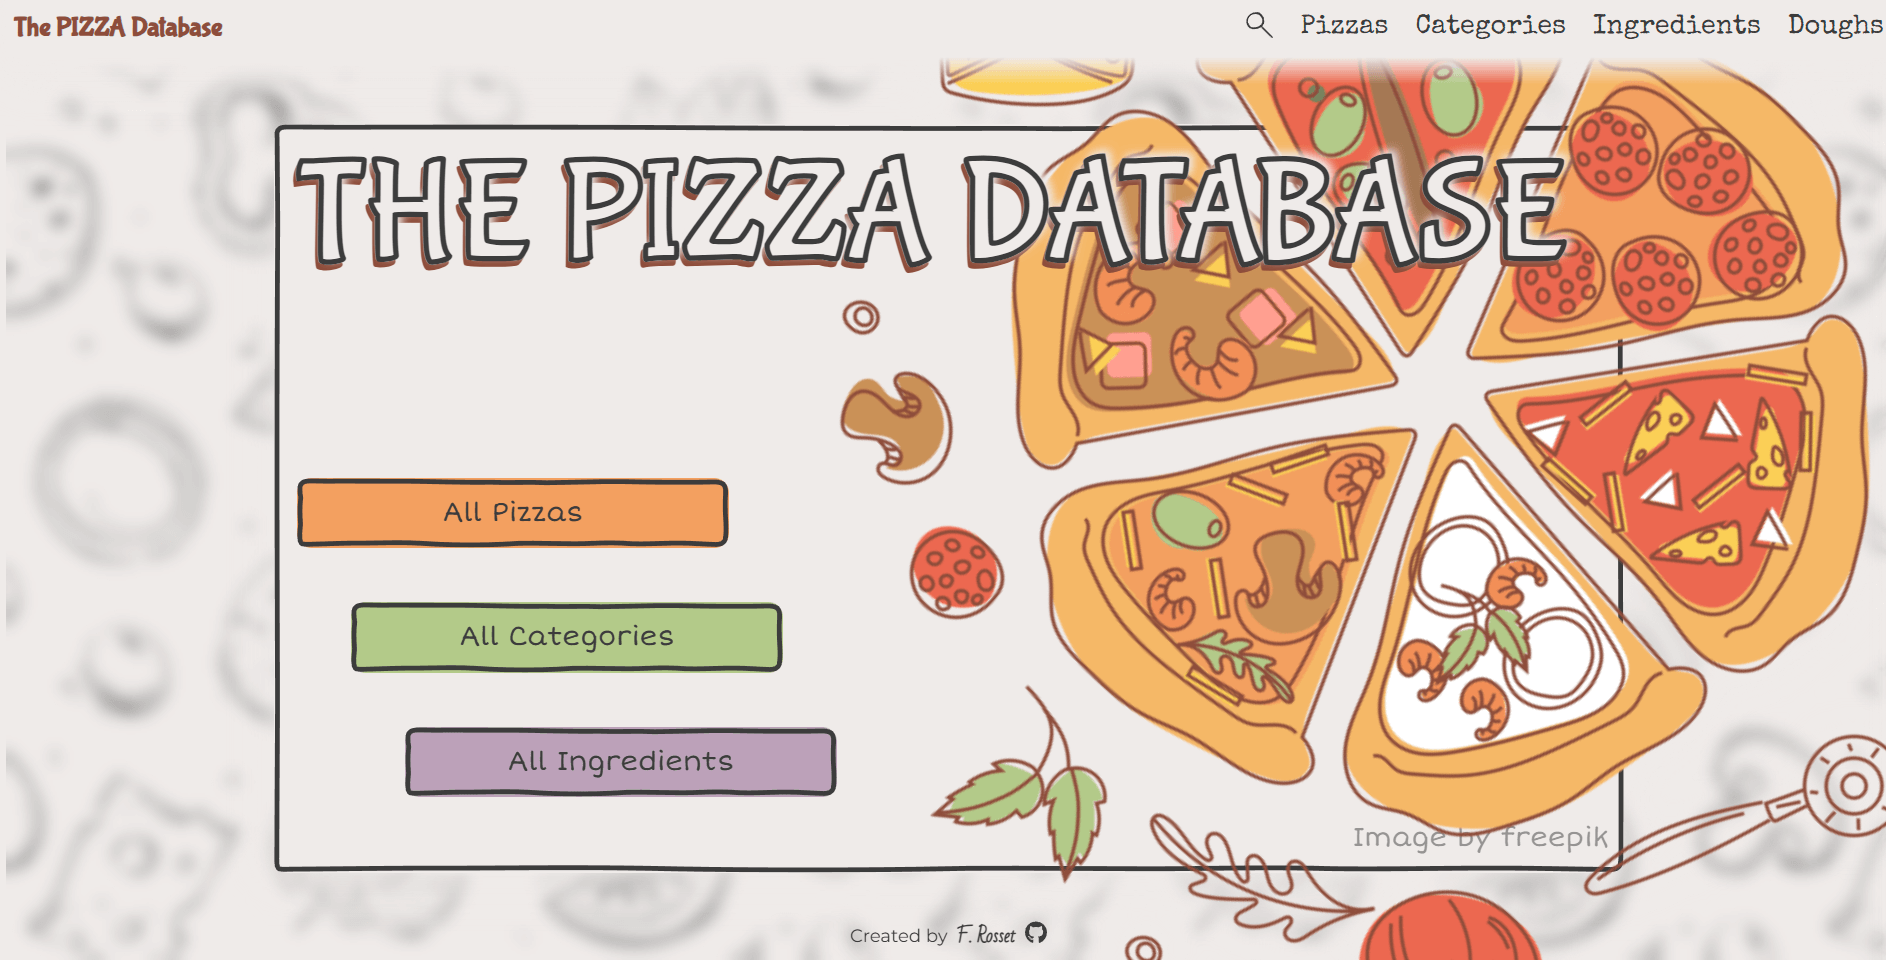 The PIZZA Database
Pizzas Categories Ingredients Doughs
THE PIZZA DATABASE
All Pizzas
All Categories
All Ingredients
Image by freepik
Created by F. Rosset